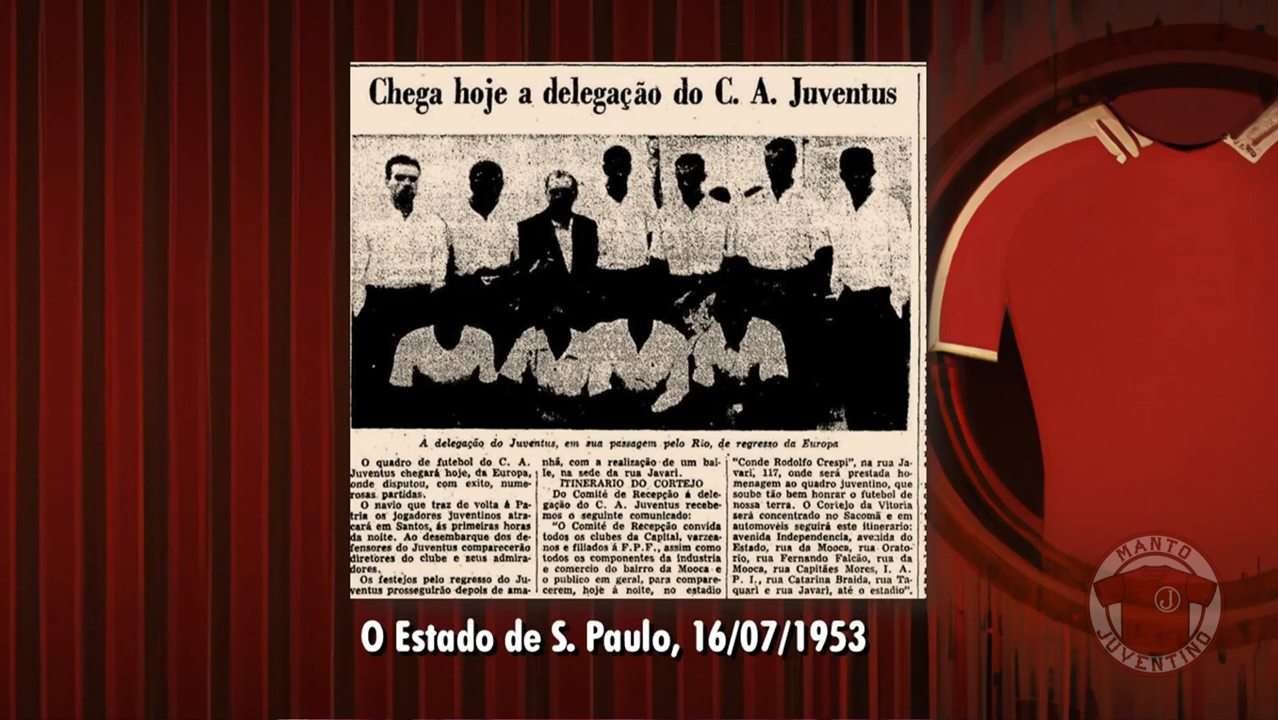 Chega hoje a delegação do C. A. Juventus
A delegação do Juventus, em sua passagem pelo Rio, de regresso da Europa
O quadro de futebol do C. A.
Juventus chegará hoje, da Europa,
onde disputou, com exito, nume-
rosas partidas.
O navio que traz de volta á Pa-
tria os jogadores juventinos atra-
cará em Santos, ás primeiras horas
da noite. Ao desembarque dos de-
fensores do Juventus comparecerão
diretores do clube e seus admira-
dores.
Os festejos pelo regresso do Ju-
ventus prosseguirão depois de ama-
nhá, com a realização de um bai-
le, na sede da rua Javari.
ITINERARIO DO CORTEJO
Do Comité de Recepção á dele-
gação do C. A. Juventus recebe-
mos o seguinte comunicado:
"O Comité de Recepção convida
todos os clubes da Capital, varzea-
nos e filiados á F.P.F., assim como
todos os componentes da industria
e comercio do bairro da Mooca e
o publico em geral, para compare-
cerem, hoje á noite, no estadio
"Conde Rodolfo Crespi", na rua Ja-
vari, 117, onde será prestada ho-
menagem ao quadro juventino, que
soube tão bem honrar o futebol de
nossa terra. O Cortejo da Vitoria
será concentrado no Sacomã e em
automoveis seguirá este itinerario:
avenida Independencia, avenida do
Estado, rua da Mooca, rua Orato-
rio, rua Fernando Falcão, rua da
Mooca, rua Capitães Mores, I. A.
P. I., rua Catarina Braida, rua Ta-
quari e rua Javari, até o estadio".
O Estado de S. Paulo, 16/07/1953
MANTO
J
JUVENTINO